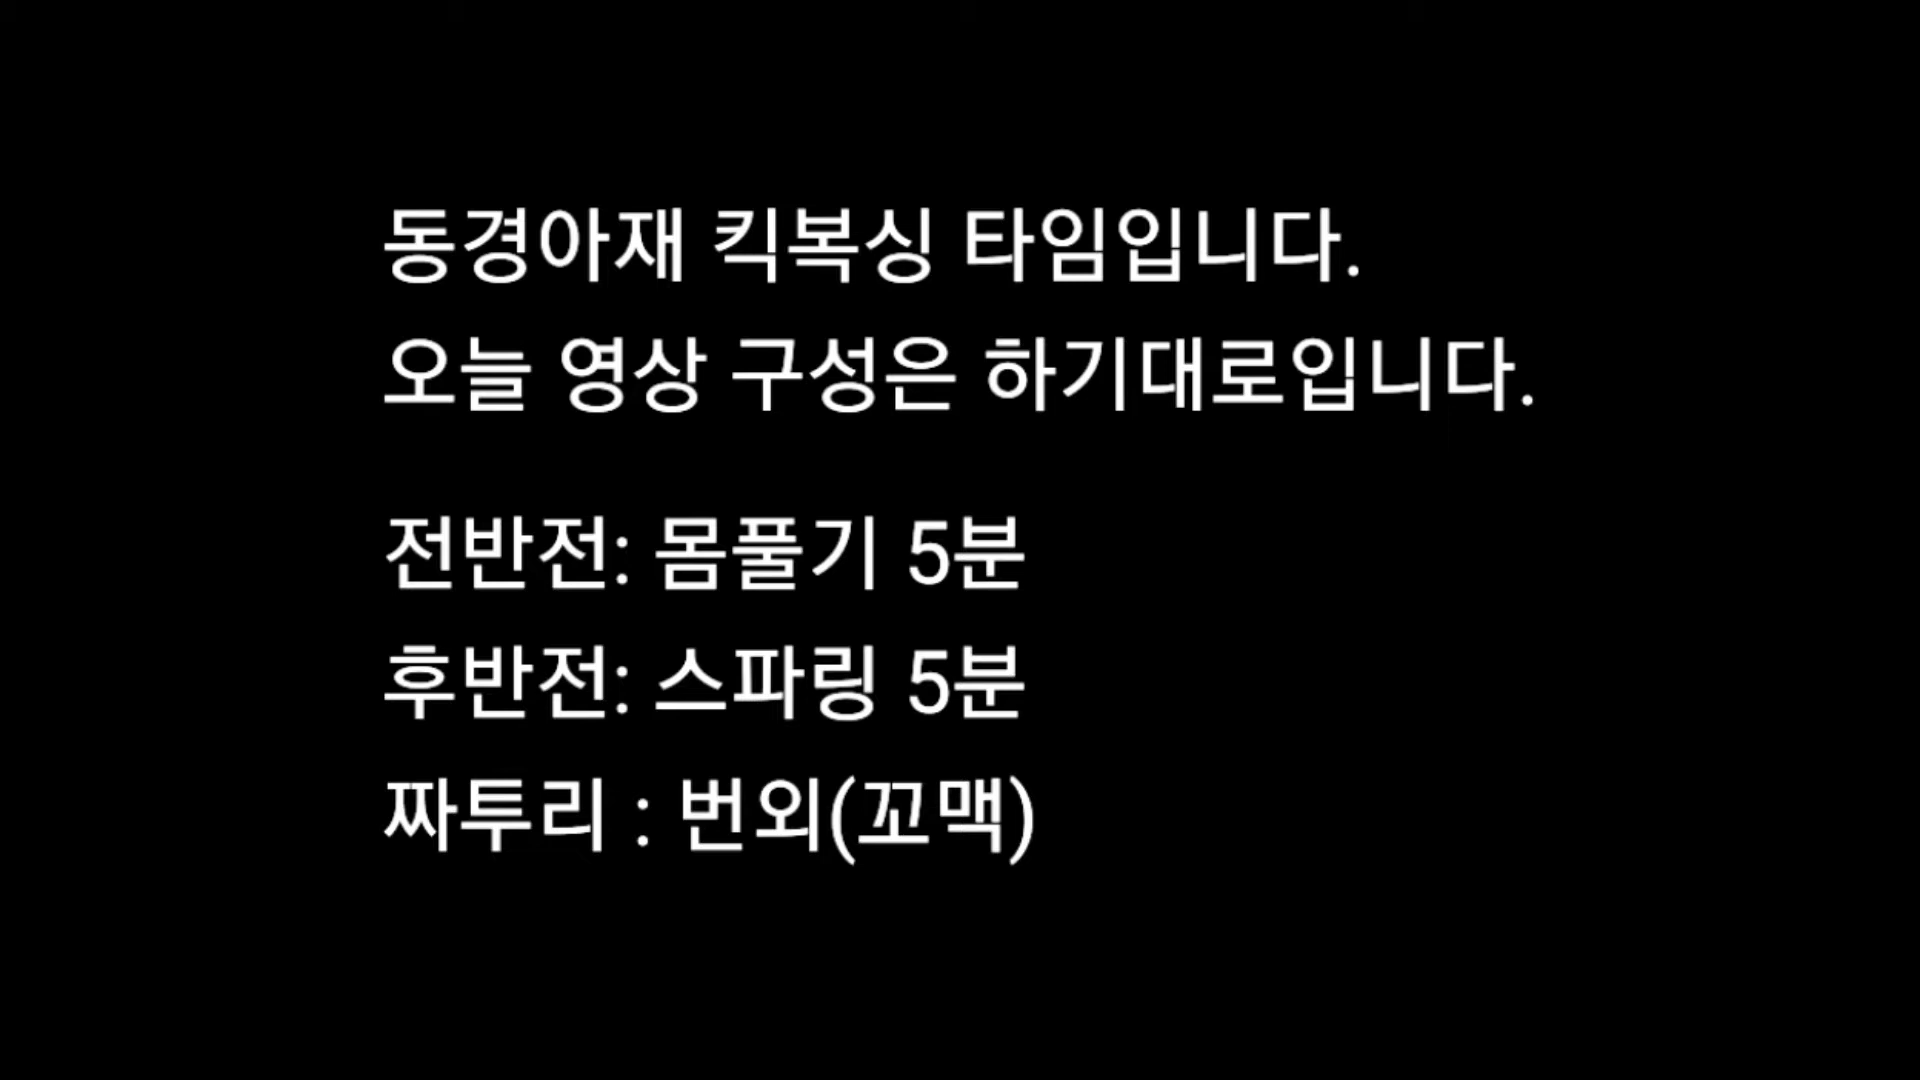 동경아재 킥복싱 타임입니다.
오늘 영상 구성은 하기대로입니다.
전반전: 몸풀기 5분
후반전: 스파링 5분
짜투리 : 번외(꼬맥)